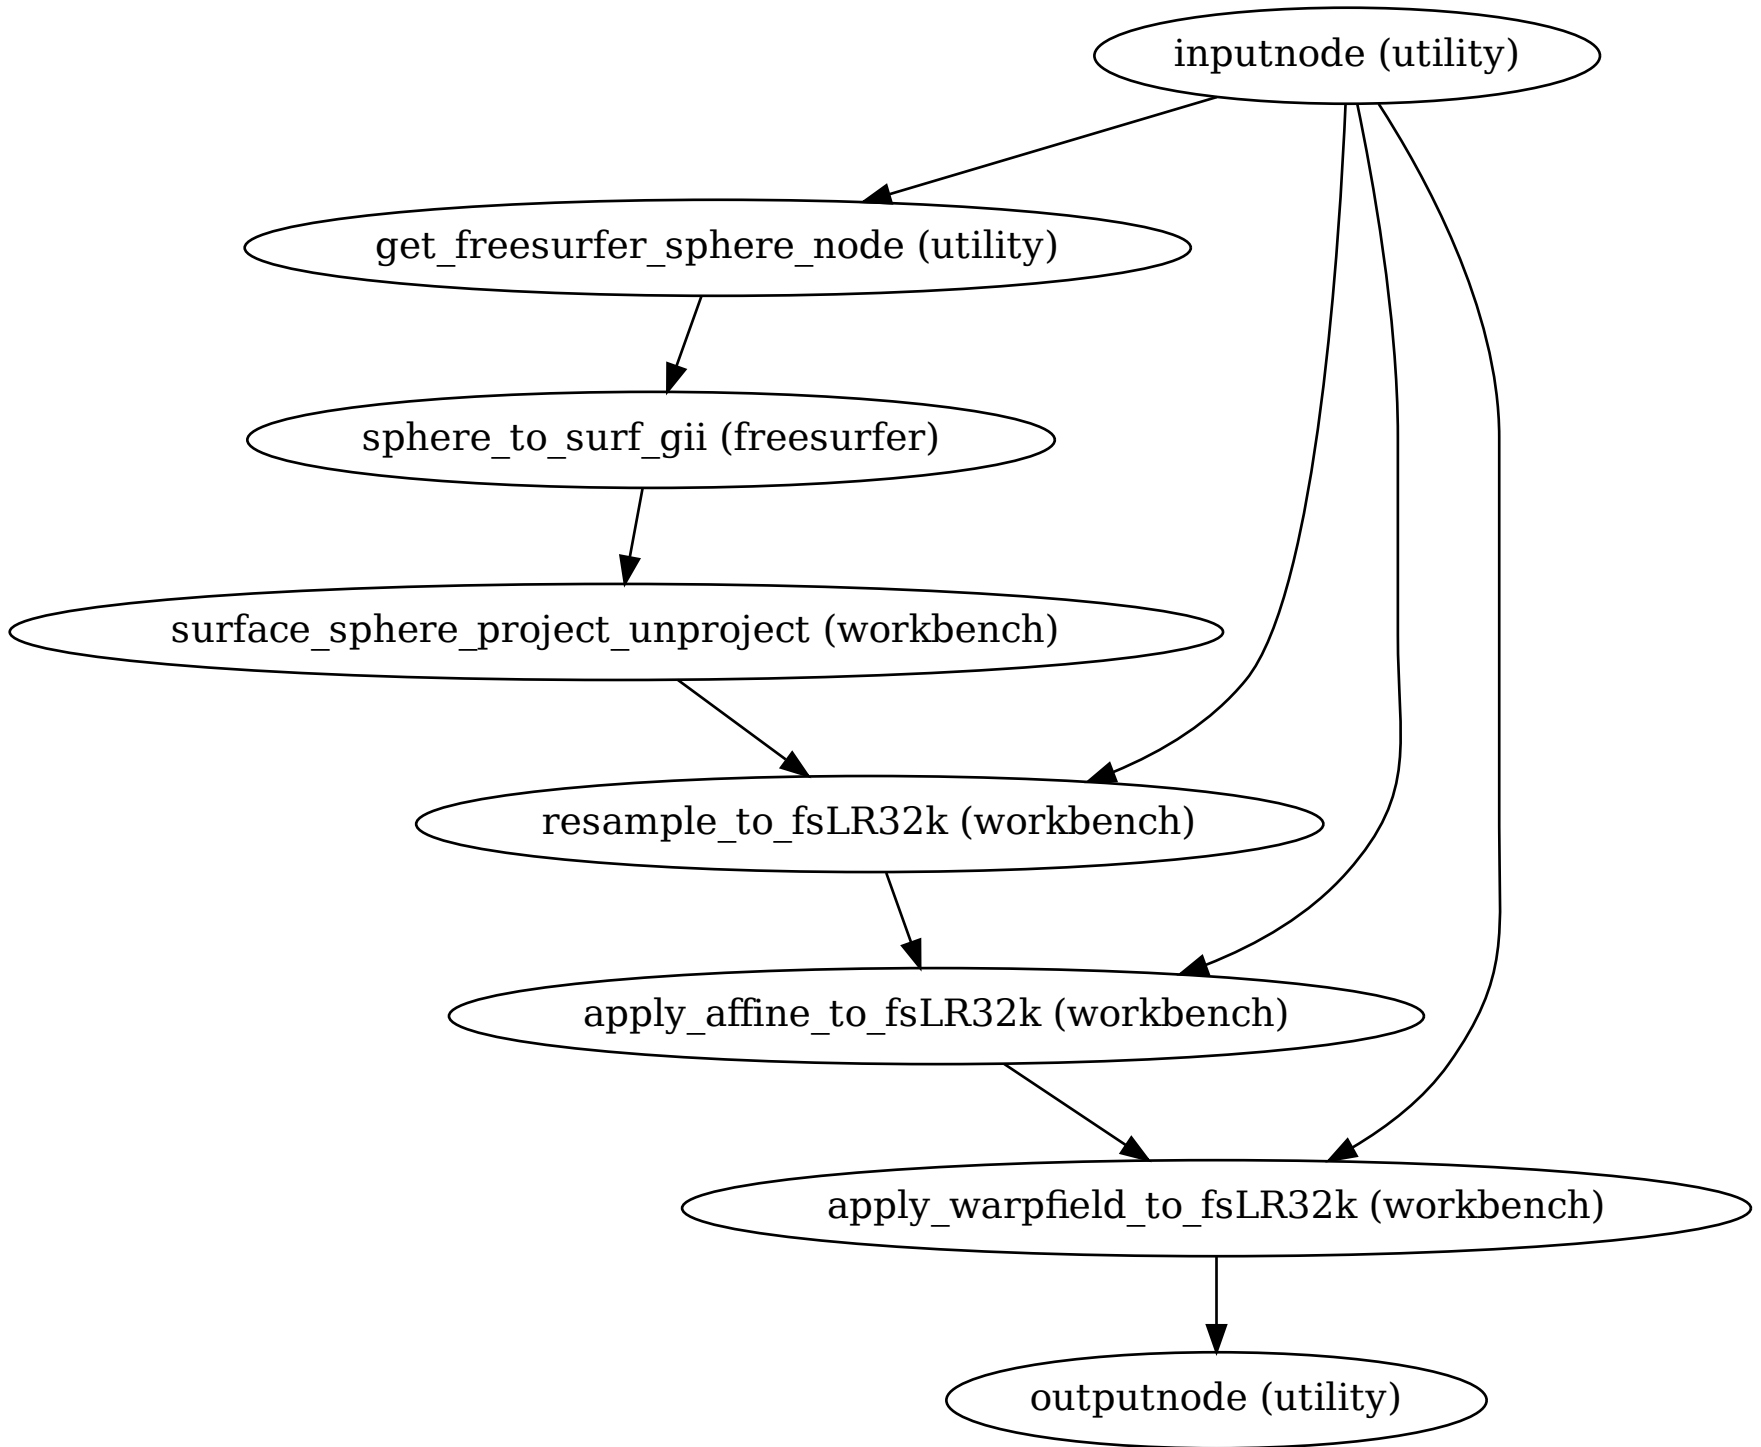 inputnode (utility)
get_freesurfer_sphere_node (utility)
sphere_to_surf_gii (freesurfer)
surface_sphere_project_unproject (workbench)
resample_to_fsLR32k (workbench)
apply_affine_to_fsLR32k (workbench)
apply_warpfield_to_fsLR32k (workbench)
outputnode (utility)